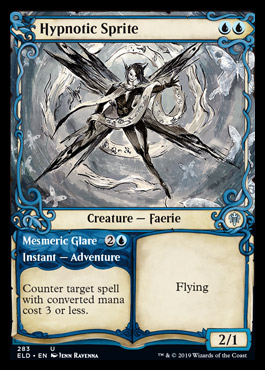 Hypnotic Sprite
Creature — Faerie
Mesmeric Glare 2
Instant — Adventure
Counter target spell
with converted mana
cost 3 or less.
Flying
2/1
283 U
ELD • EN Jenn Ravenna
™ & © 2019 Wizards of the Coast